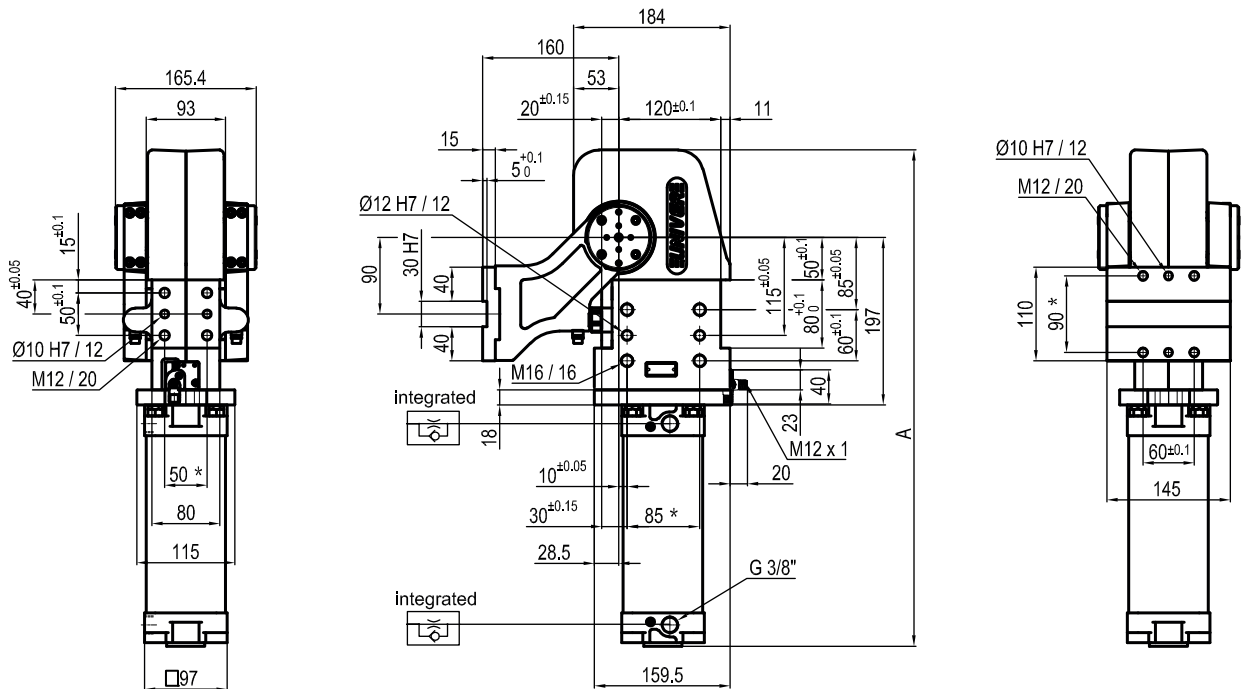 184
160
165.4
53
93
20±0.15
120±0.1
11
15
5 +0.1 0
Ø10 H7 / 12
M12 / 20
Ø12 H7 / 12
UNIVER
15±0.1
40±0.05
50±0.1
90
30 H7
40
40
50±0.1
85±0.05
115±0.05
80 +0.1 0
60±0.1
197
110
90 *
Ø10 H7 / 12
M12 / 20
M16 / 16
integrated
18
40
23
A
M12 x 1
20
50 *
10±0.05
60±0.1
80
30±0.15
85 *
145
115
28.5
G 3/8"
integrated
□97
159.5